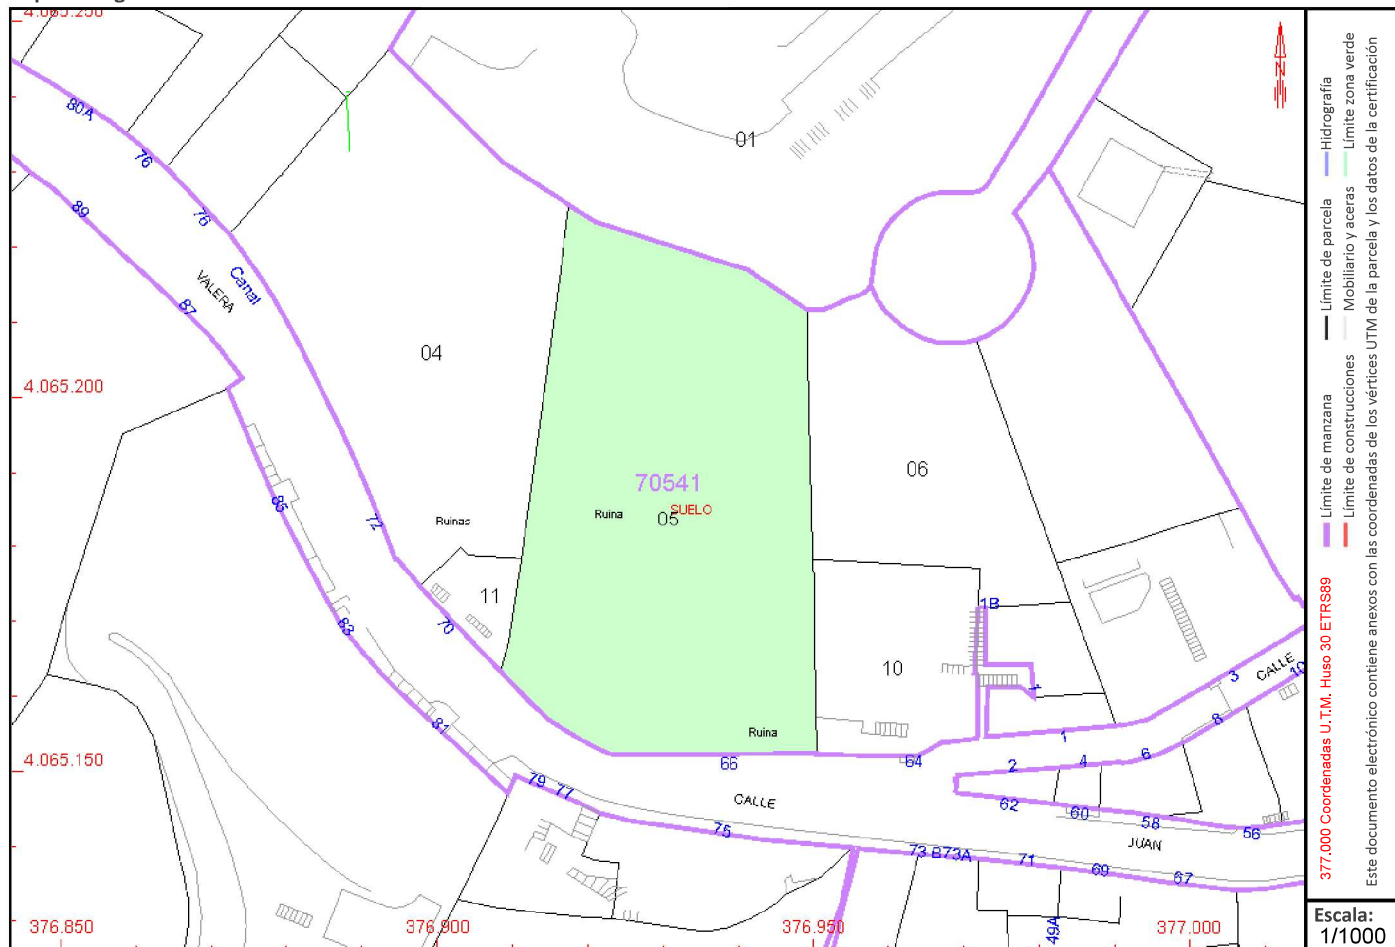 4.065.250
80A
76
76
89
87
VALERA
Canal
01
04
4.065.200
85
72
Ruinas
70541
Ruina
SUELO
05
06
11
70
83
1B
10
1
3
CALLE
10
8
81
Ruina
66
64
1
2
4
6
4.065.150
79
77
CALLE
62
60
58
56
75
JUAN
73 B73A
71
69
67
49A
376.850
376.900
376.950
377.000
N
377.000 Coordenadas U.T.M. Huso 30 ETRS89
Límite de manzana
Límite de parcela
Hidrografía
Límite de construcciones
Mobiliario y aceras
Límite zona verde
Este documento electrónico contiene anexos con las coordenadas de los vértices UTM de la parcela y los datos de la certificación
Escala:
1/1000